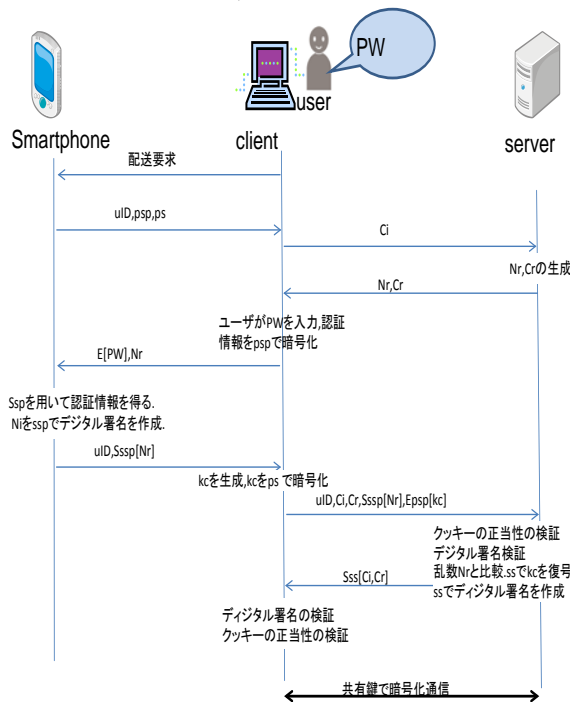 PW
user
Smartphone
client
server
配送要求
uID,psp,ps
Ci
Nr,Crの生成
Nr,Cr
ユーザがPWを入力,認証
情報をpspで暗号化
E[PW],Nr
Sspを用いて認証情報を得る.
Niをsspでデジタル署名を作成.
uID,Sssp[Nr]
kcを生成,kcをps で暗号化
uID,Ci,Cr,Sssp[Nr],Epsp[kc]
クッキーの正当性の検証
デジタル署名検証
乱数Nrと比較.ssでkcを復号
ssでディジタル署名を作成
Sss[Ci,Cr]
ディジタル署名の検証
クッキーの正当性の検証
共有鍵で暗号化通信